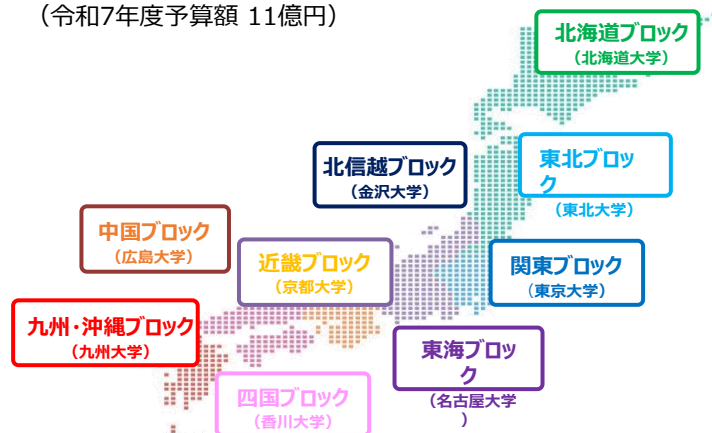 （令和7年度予算額 11億円）
北海道ブロック
（北海道大学）
北信越ブロック
（金沢大学）
東北ブロッ
ク
（東北大学）
中国ブロック
（広島大学）
近畿ブロック
（京都大学）
関東ブロック
（東京大学）
九州・沖縄ブロック
（九州大学）
東海ブロッ
ク
（名古屋大学
）
四国ブロック
（香川大学）